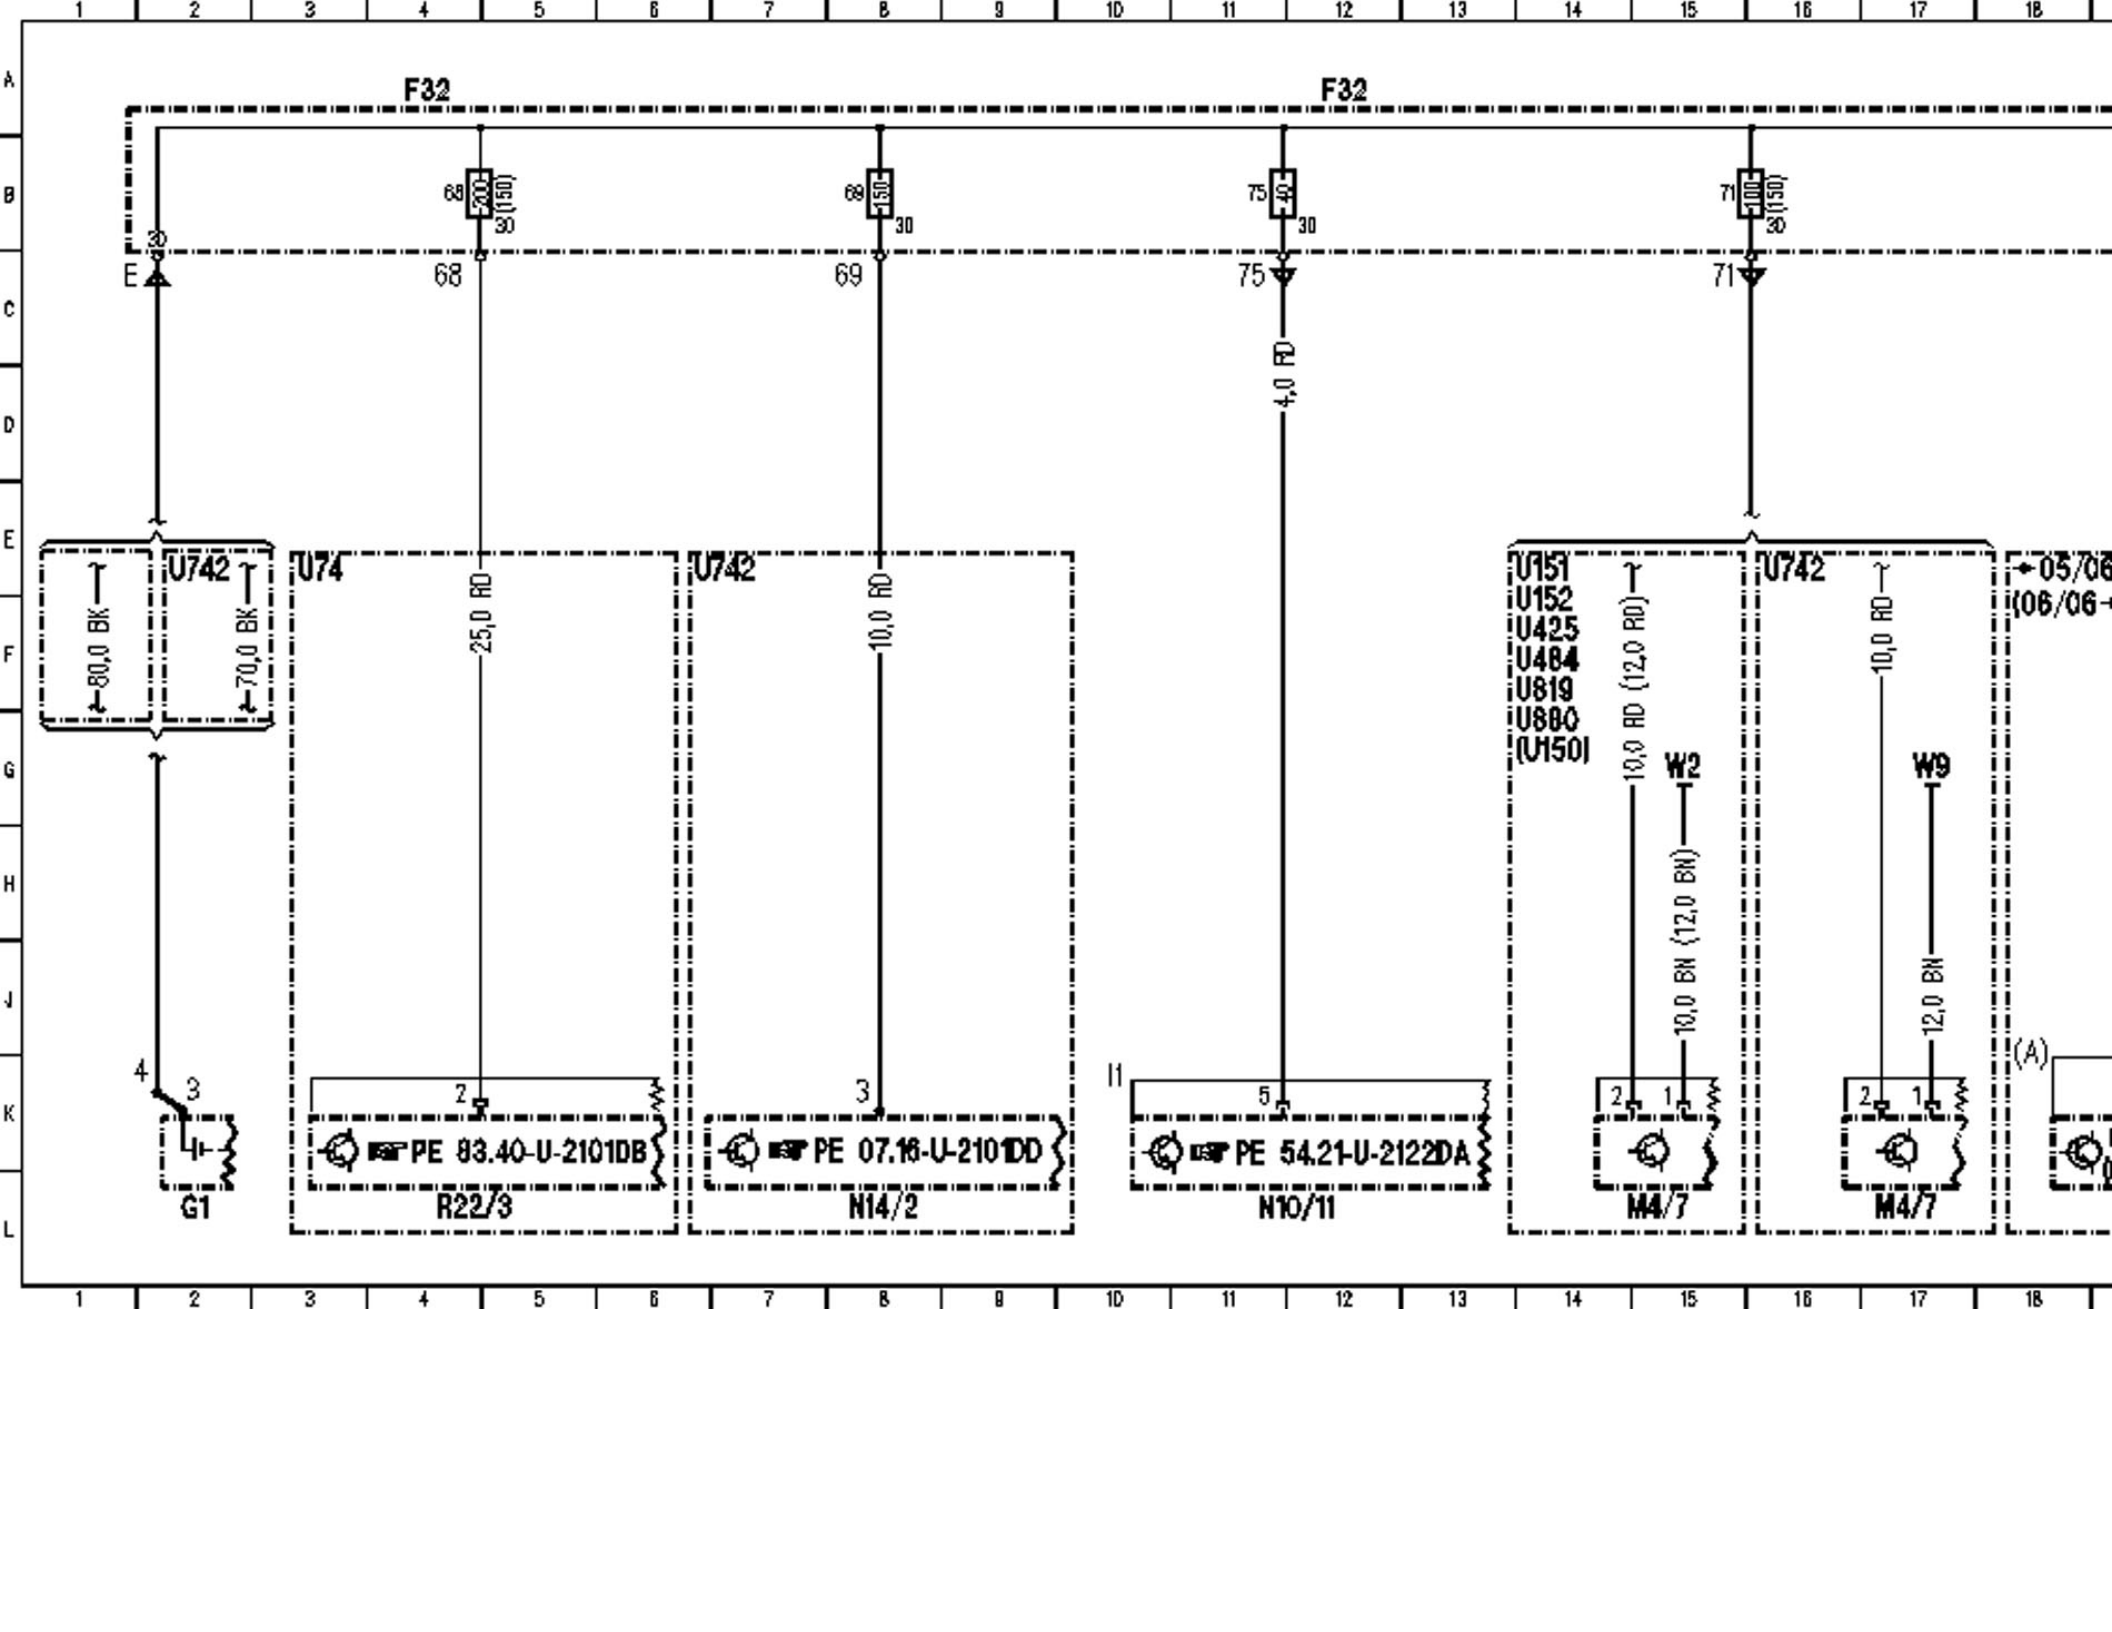 1 2 3 4 5 6 7 8 9 10 11 12 13 14 15 16 17 18
A
F32 F32
B
68 200 (150) 30
69 150 30
75 40 30
71 100 (150) 30
30
E 68 69 75 71
C
4,0 RD
D
E
U742 U74 U742
U151
U152
U425
U484
U819
U880
(U150)
U742
05/06
(06/06
80,0 BK
70,0 BK
25,0 RD
10,0 RD
10,0 RD (12,0 RD)
10,0 RD
F
G
W2 W9
H
10,0 BN (12,0 BN)
12,0 BN
J
(A)
4 3 2 3 I1 5 2 1 2 1
K
PE 83.40-U-2101DB
PE 07.16-U-2101DD
PE 54.21-U-2122DA
G1 R22/3 N14/2 N10/11 M4/7 M4/7
L
1 2 3 4 5 6 7 8 9 10 11 12 13 14 15 16 17 18